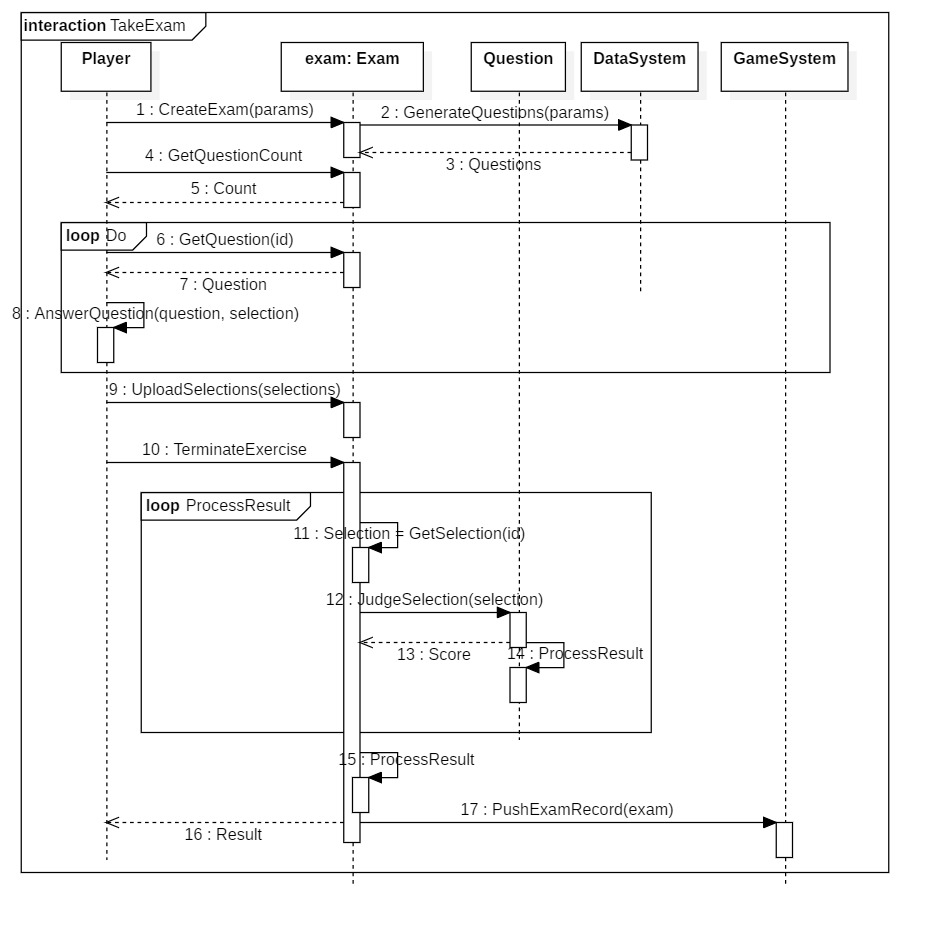 interaction TakeExam
Player
exam: Exam
Question
DataSystem
GameSystem
1 : CreateExam(params)
2 : GenerateQuestions(params)
3 : Questions
4 : GetQuestionCount
5 : Count
loop Do
6 : GetQuestion(id)
7 : Question
8 : AnswerQuestion(question, selection)
9 : UploadSelections(selections)
10 : TerminateExercise
loop ProcessResult
11 : Selection = GetSelection(id)
12 : JudgeSelection(selection)
13 : Score
14 : ProcessResult
15 : ProcessResult
17 : PushExamRecord(exam)
16 : Result